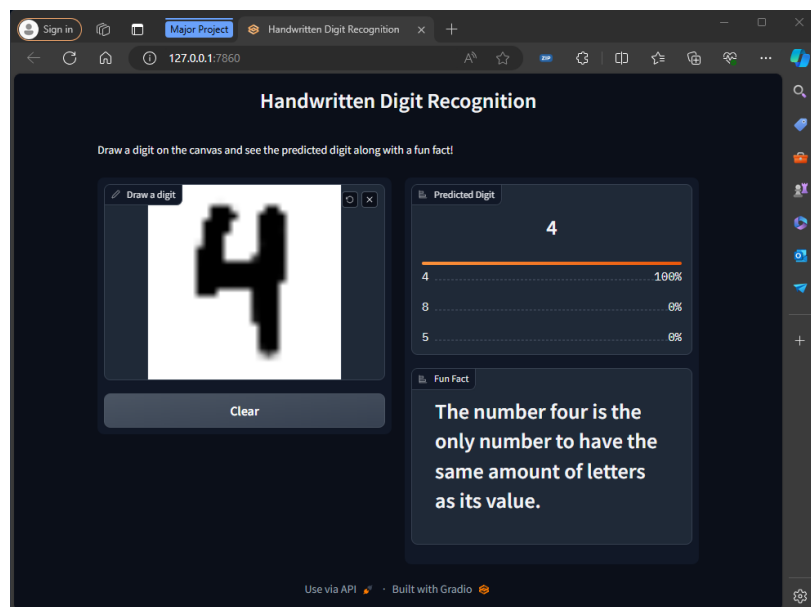 Sign in
Major Project
Handwritten Digit Recognition
127.0.0.1:7860
ZIP
Handwritten Digit Recognition
Draw a digit on the canvas and see the predicted digit along with a fun fact!
Draw a digit
4
Clear
Predicted Digit
4
4 100%
8 0%
5 0%
Fun Fact
The number four is the
only number to have the
same amount of letters
as its value.
Use via API · Built with Gradio